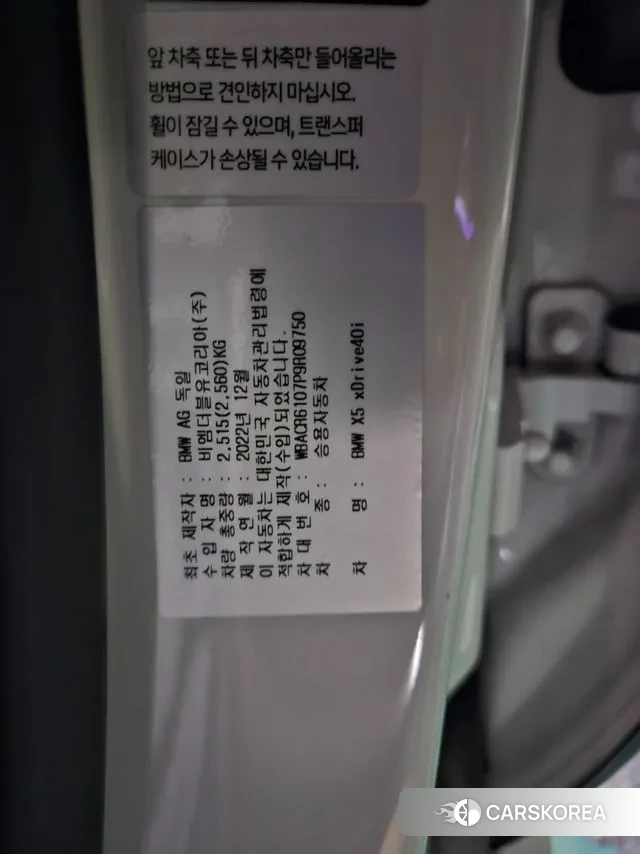 앞 차축 또는 뒤 차축만 들어올리는
방법으로 견인하지 마십시오.
휠이 잠길 수 있으며, 트랜스퍼
케이스가 손상될 수 있습니다.
최초 제작자 : BMW AG 독일
수 입 자 명 : 비엠더블유코리아(주)
차량 총중량 : 2,515(2,560)KG
제 작 연 월 : 2022년 12월
이 자동차는 대한민국 자동차관리법령에
적합하게 제작(수입)되었습니다.
차 대 번 호 : WBACR6107P9R09750
차 종 : 승용자동차
차 명 : BMW X5 xDrive40i
CARSKOREA